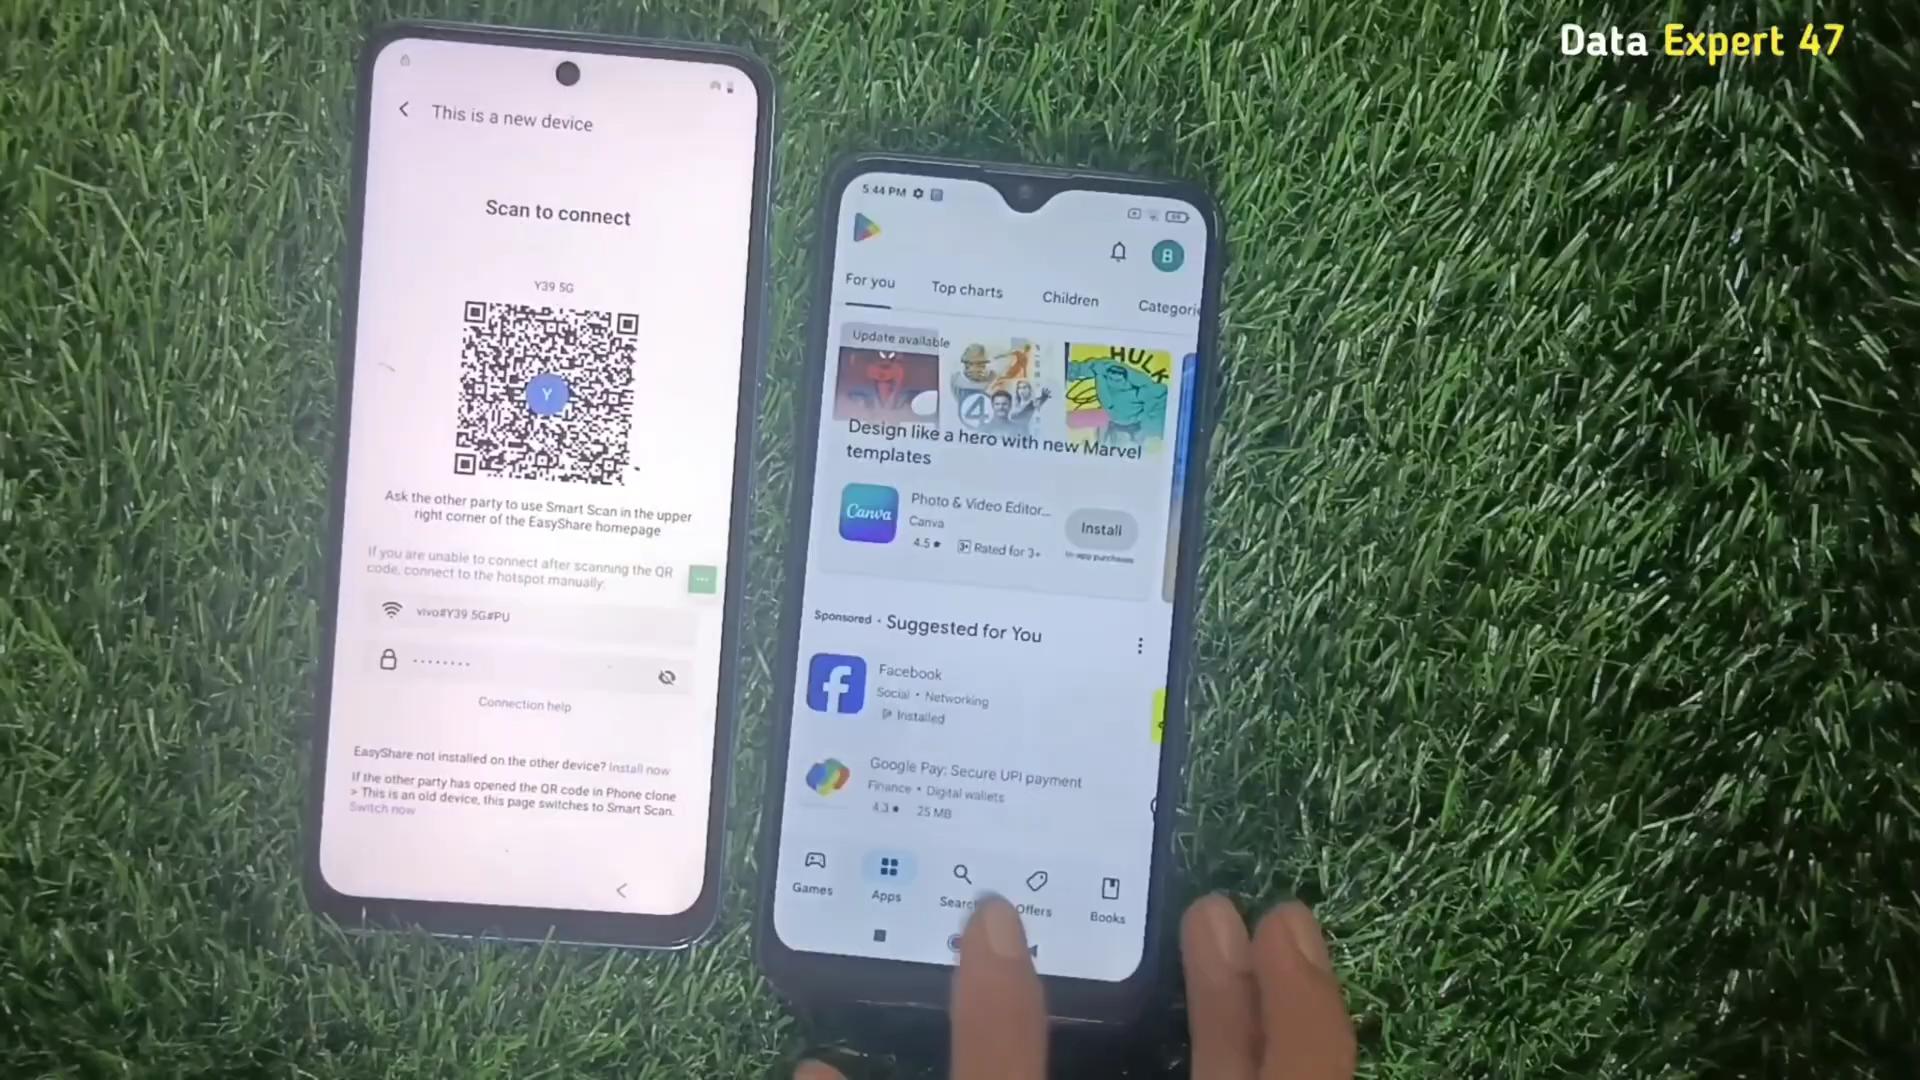 Data Expert 47
This is a new device
Scan to connect
Y39 5G
Y
Ask the other party to use Smart Scan in the upper
right corner of the EasyShare homepage
If you are unable to connect after scanning the QR
code, connect to the hotspot manually.
vivo#Y39 5G#PU
Connection help
EasyShare not installed on the other device? Install now
If the other party has opened the QR code in Phone clone
> This is an old device, this page switches to Smart Scan.
Switch now
5:44 PM
B
For you
Top charts
Children
Categorie
Update available
HULK
4
Design like a hero with new Marvel
templates
Canva
Photo & Video Editor...
Canva
4.5★ 3+ Rated for 3+
Install
In-app purchases
Sponsored • Suggested for You
Facebook
Social • Networking
Installed
Google Pay: Secure UPI payment
Finance • Digital wallets
4.3★ 25 MB
Games
Apps
Search
Offers
Books